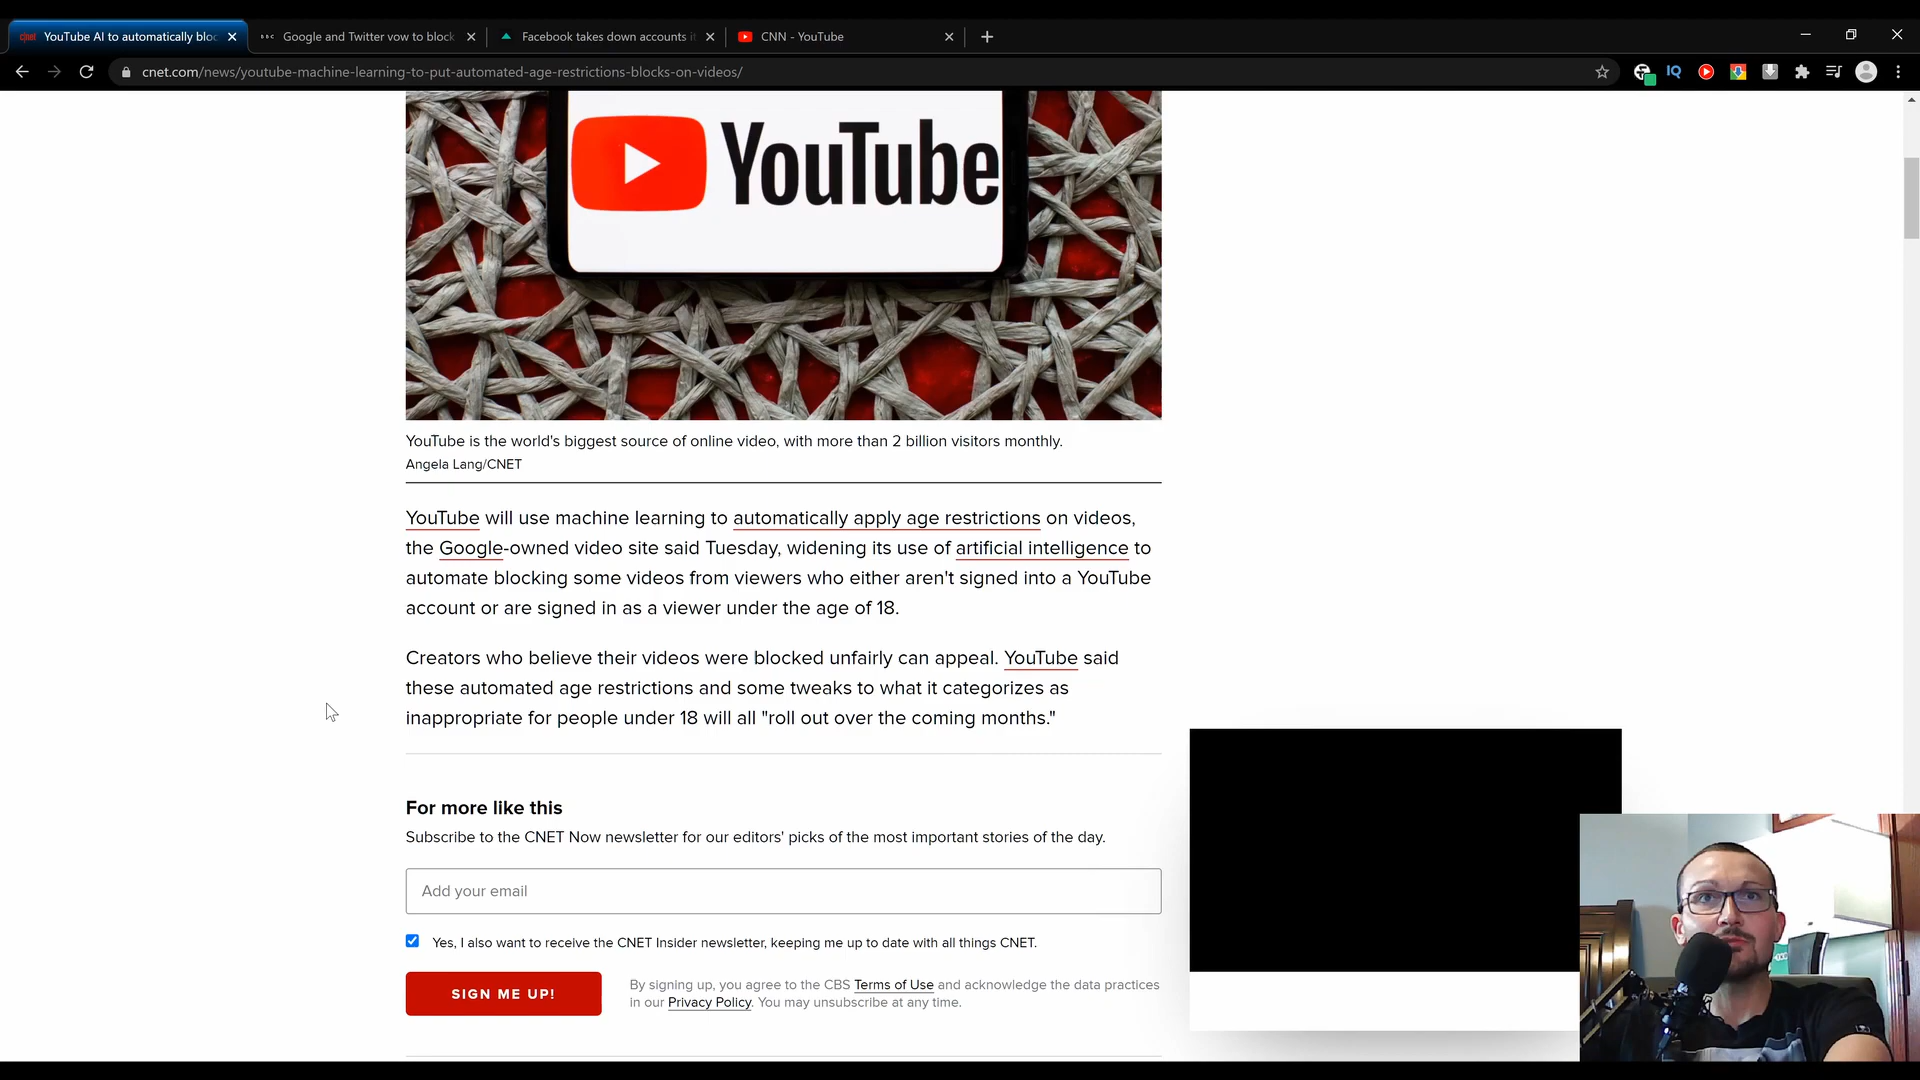 cnet YouTube AI to automatically bloc
BBC Google and Twitter vow to block
Facebook takes down accounts i
CNN - YouTube
cnet.com/news/youtube-machine-learning-to-put-automated-age-restrictions-blocks-on-videos/
IQ
YouTube
YouTube is the world's biggest source of online video, with more than 2 billion visitors monthly.
Angela Lang/CNET
YouTube will use machine learning to automatically apply age restrictions on videos,
the Google-owned video site said Tuesday, widening its use of artificial intelligence to
automate blocking some videos from viewers who either aren't signed into a YouTube
account or are signed in as a viewer under the age of 18.
Creators who believe their videos were blocked unfairly can appeal. YouTube said
these automated age restrictions and some tweaks to what it categorizes as
inappropriate for people under 18 will all "roll out over the coming months."
For more like this
Subscribe to the CNET Now newsletter for our editors' picks of the most important stories of the day.
Add your email
Yes, I also want to receive the CNET Insider newsletter, keeping me up to date with all things CNET.
SIGN ME UP!
By signing up, you agree to the CBS Terms of Use and acknowledge the data practices
in our Privacy Policy. You may unsubscribe at any time.